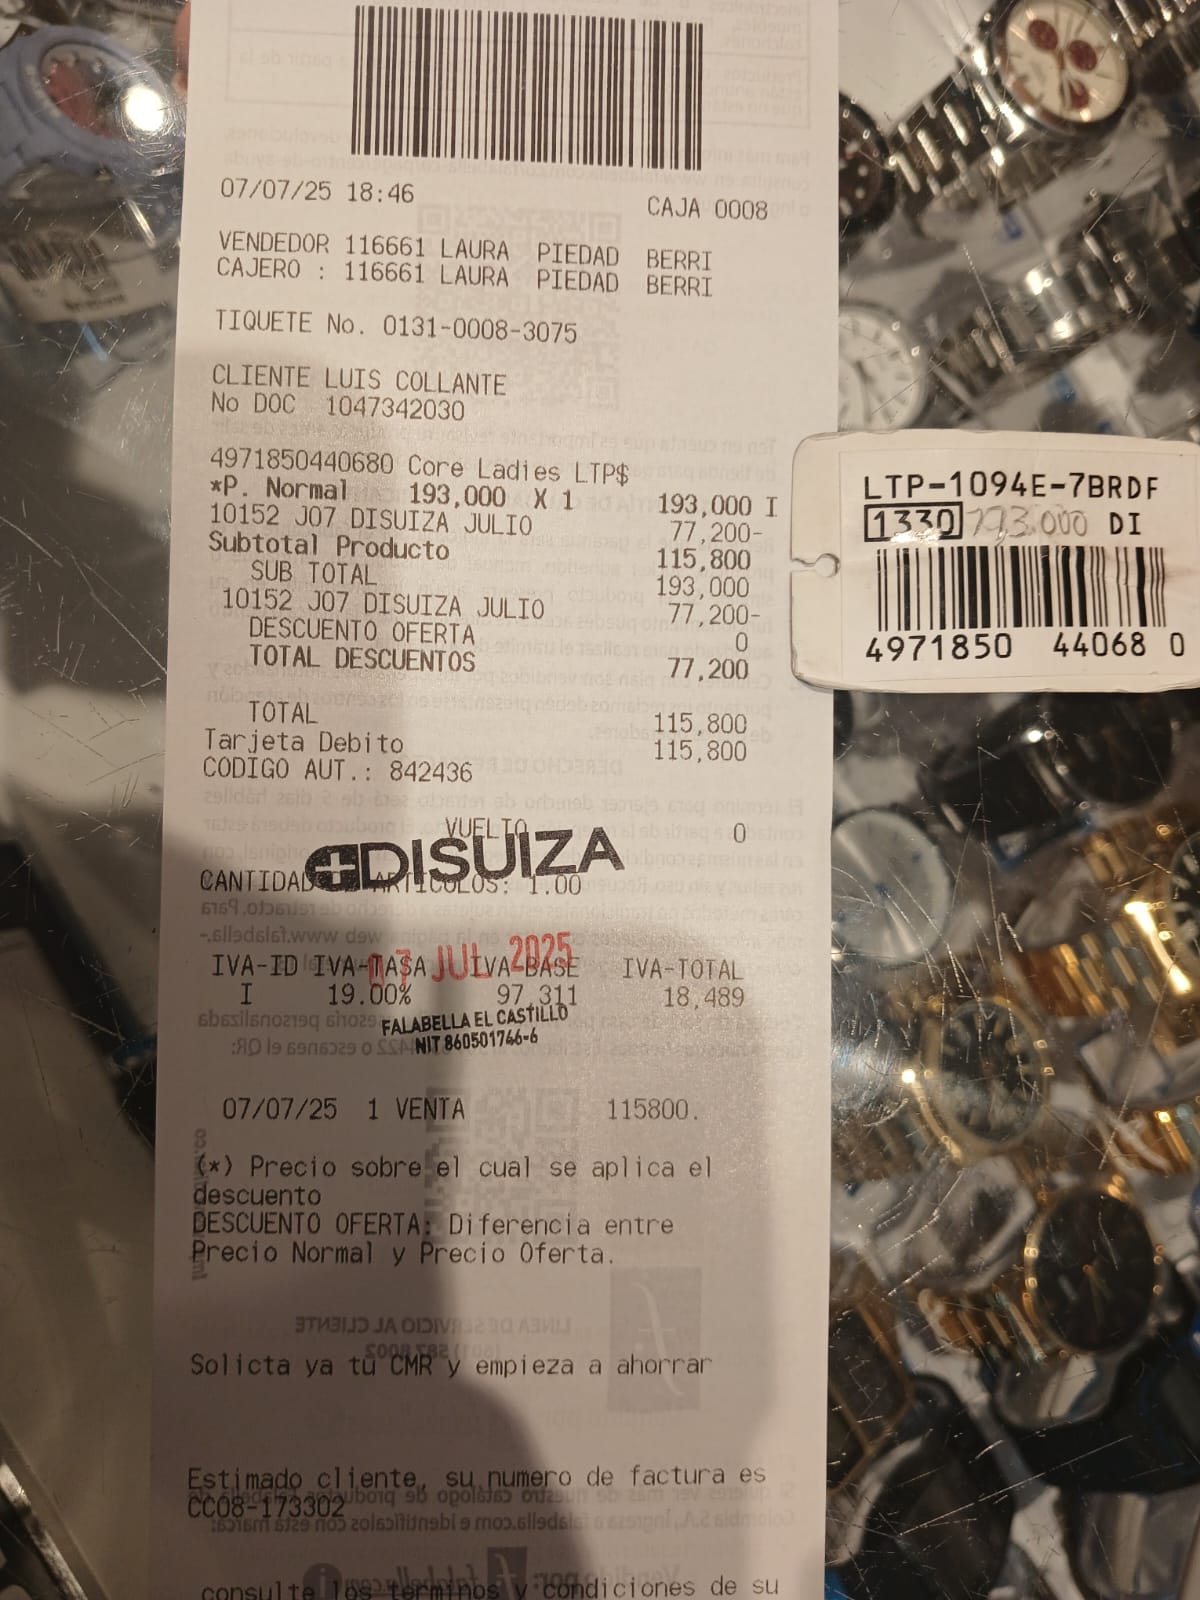 07/07/25 18:46 CAJA 0008
VENDEDOR 116661 LAURA PIEDAD BERRI
CAJERO : 116661 LAURA PIEDAD BERRI
TIQUETE No. 0131-0008-3075
CLIENTE LUIS COLLANTE
No DOC 1047342030
4971850440680 Core Ladies LTP$
*P. Normal 193,000 X 1 193,000 I
10152 J07 DISUIZA JULIO 77,200-
Subtotal Producto 115,800
SUB TOTAL 193,000
10152 J07 DISUIZA JULIO 77,200-
DESCUENTO OFERTA 0
TOTAL DESCUENTOS 77,200
TOTAL 115,800
Tarjeta Debito 115,800
CODIGO AUT.: 842436
VUELTO 0
DISUIZA
CANTIDAD ARTICULOS: 1.00
07 JUL 2025
IVA-ID IVA-TASA IVA-BASE IVA-TOTAL
I 19.00% 97,311 18,489
FALABELLA EL CASTILLO
NIT 860501766-6
07/07/25 1 VENTA 115800.
(*) Precio sobre el cual se aplica el
descuento
DESCUENTO OFERTA: Diferencia entre
Precio Normal y Precio Oferta.
Solicta ya tu CMR y empieza a ahorrar
Estimado cliente, su numero de factura es
CC08-173302
consulte los terminos y condiciones de su
LTP-1094E-7BRDF
1330 193.000 DI
4971850 44068 0